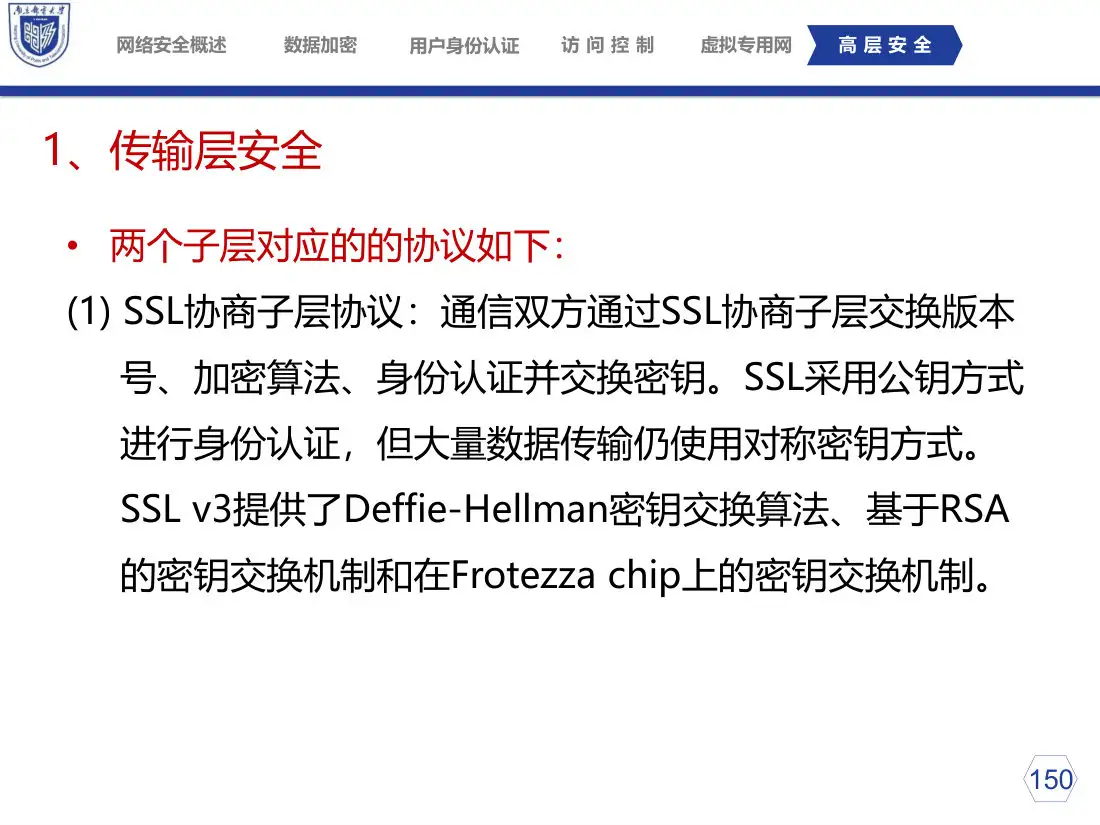 南京邮电大学
网络安全概述 数据加密 用户身份认证 访问控制 虚拟专用网 高层安全
1、传输层安全
• 两个子层对应的的协议如下：
(1) SSL协商子层协议：通信双方通过SSL协商子层交换版本
号、加密算法、身份认证并交换密钥。SSL采用公钥方式
进行身份认证，但大量数据传输仍使用对称密钥方式。
SSL v3提供了Deffie-Hellman密钥交换算法、基于RSA
的密钥交换机制和在Frotezza chip上的密钥交换机制。
150